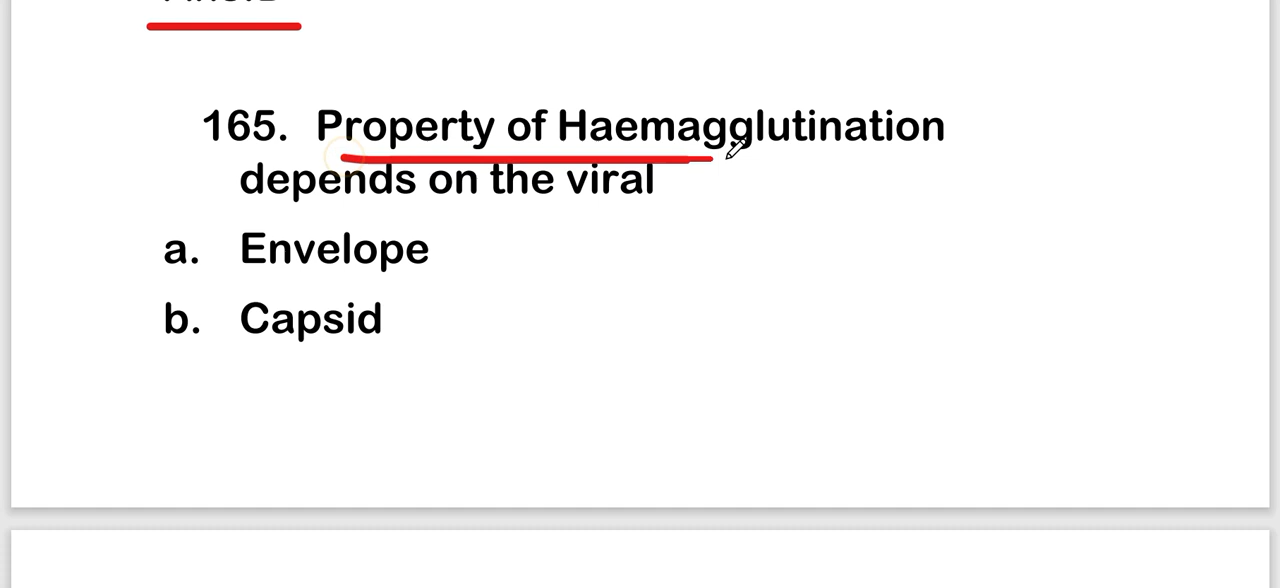 165. Property of Haemagglutination
depends on the viral
a. Envelope
b. Capsid